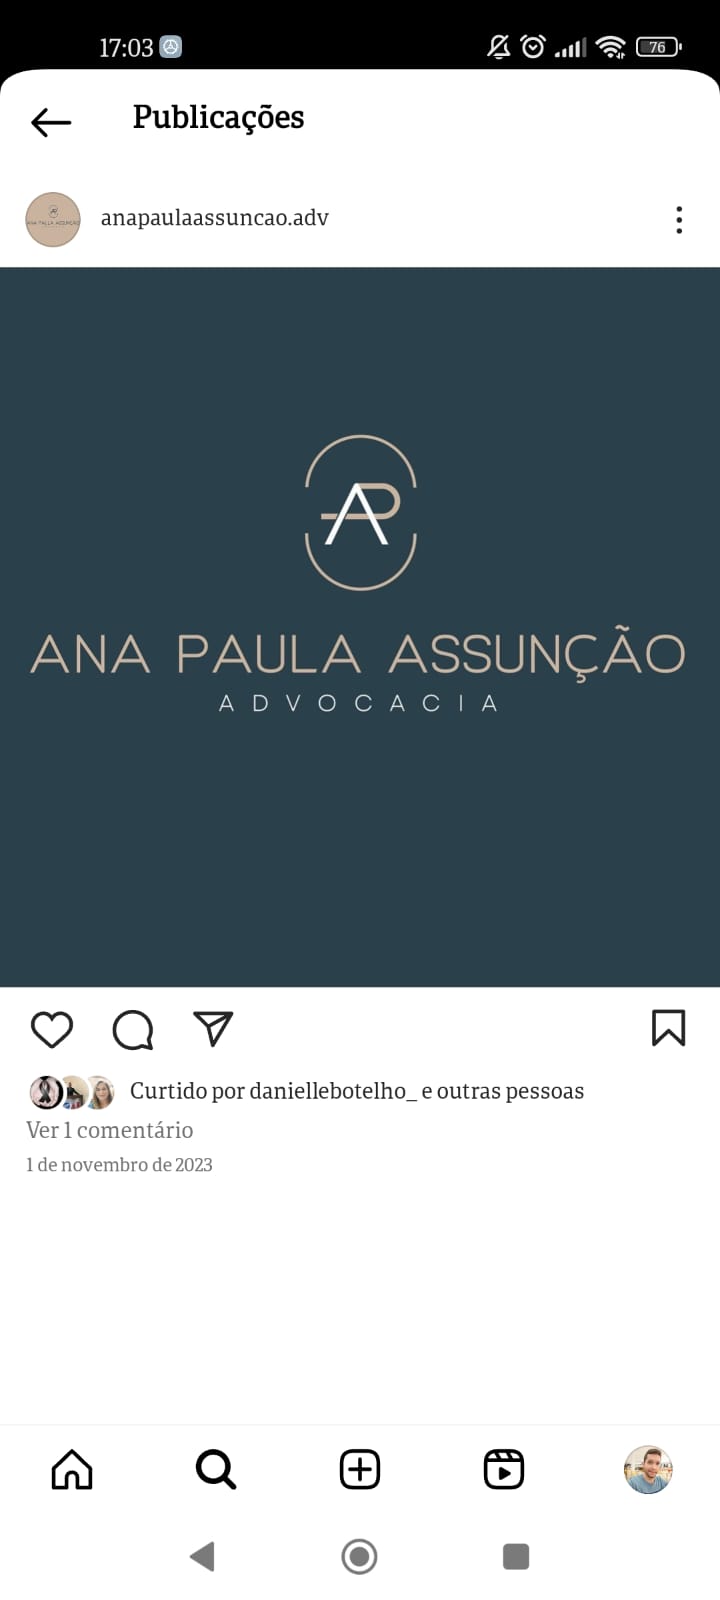 17:03
76
Publicações
anapaulaassuncao.adv
AP
ANA PAULA ASSUNÇÃO
ADVOCACIA
Curtido por daniellebotelho_ e outras pessoas
Ver 1 comentário
1 de novembro de 2023